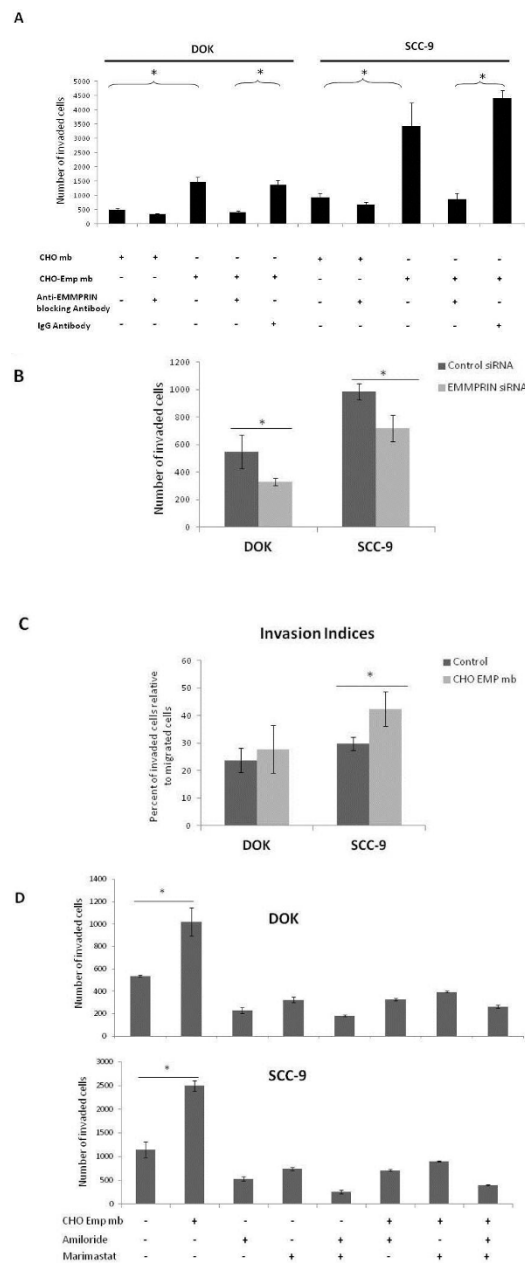 A
DOK
SCC-9
* * * *
Number of invaded cells
5000
4500
4000
3500
3000
2500
2000
1500
1000
500
0
CHO mb + + - - - + + - - -
CHO-Emp mb - - + + + - - + + +
Anti-EMMPRIN blocking Antibody - + - + - - + - + -
IgG Antibody - - - - + - - - - +
B
Control siRNA
EMMPRIN siRNA
* *
Number of invaded cells
1200
1000
800
600
400
200
0
DOK SCC-9
C
Invasion Indices
Control
CHO EMP mb
*
Percent of invaded cells relative
to migrated cells
60
50
40
30
20
10
0
DOK SCC-9
D
DOK
*
Number of invaded cells
1400
1200
1000
800
600
400
200
0
SCC-9
*
Number of invaded cells
3000
2500
2000
1500
1000
500
0
CHO Emp mb - + - - - + + +
Amiloride - - + - + + - +
Marimastat - - - + + - + +